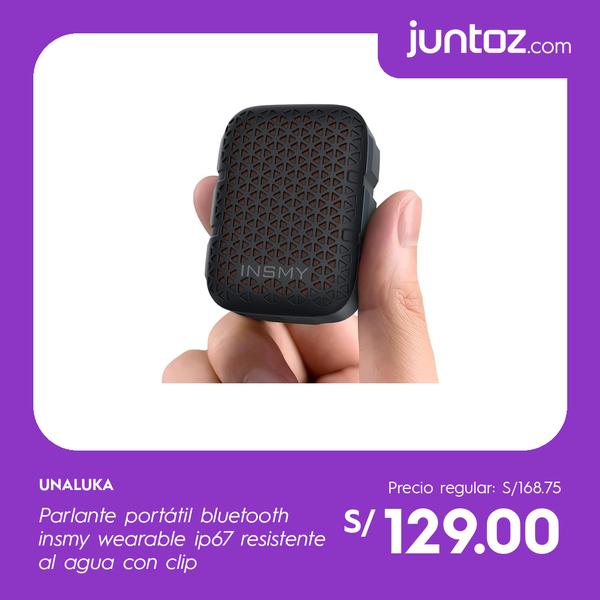 juntoz.com
INSMY
UNALUKA
Parlante portátil bluetooth
insmy wearable ip67 resistente
al agua con clip
Precio regular: S/168.75
S/ 129.00